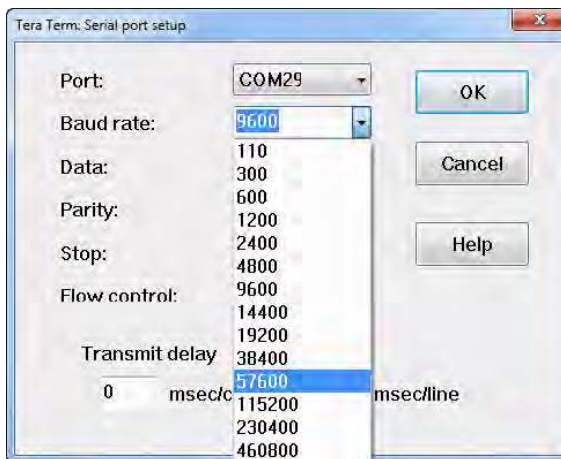 Tera Term: Serial port setup
Port:
COM29
OK
Baud rate:
9600
110
300
600
1200
2400
4800
9600
14400
19200
38400
57600
115200
230400
460800
Data:
Cancel
Parity:
Stop:
Help
Flow control:
Transmit delay
0
msec/c
msec/line